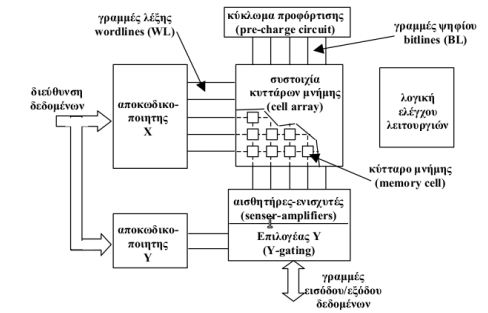 γραμμές λέξης
wordlines (WL)
κύκλωμα προφόρτισης
(pre-charge circuit)
γραμμές ψηφίου
bitlines (BL)
διεύθυνση
δεδομένων
αποκωδικο-
ποιητης
X
συστοιχία
κυττάρων μνήμης
(cell array)
λογική
ελέγχου
λειτουργιών
κύτταρο μνήμης
(memory cell)
αποκωδικο-
ποιητης
Y
αισθητήρες-ενισχυτές
(senser-amplifiers)
Επιλογέας Υ
(Y-gating)
γραμμές
εισόδου/εξόδου
δεδομένων